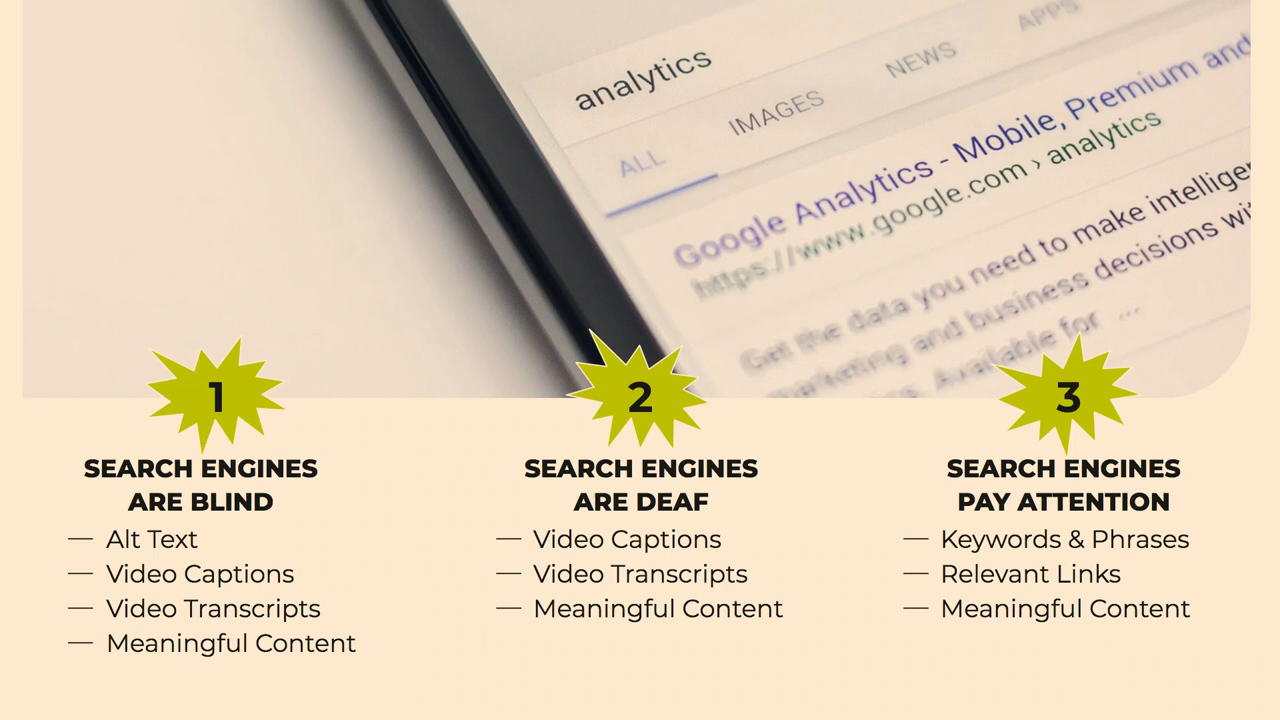 analytics
ALL IMAGES NEWS APPS
Google Analytics - Mobile, Premium and
https://www.google.com › analytics
Get the data you need to make intelligen
marketing and business decisions wi
Available for ...
1
SEARCH ENGINES
ARE BLIND
— Alt Text
— Video Captions
— Video Transcripts
— Meaningful Content
2
SEARCH ENGINES
ARE DEAF
— Video Captions
— Video Transcripts
— Meaningful Content
3
SEARCH ENGINES
PAY ATTENTION
— Keywords & Phrases
— Relevant Links
— Meaningful Content